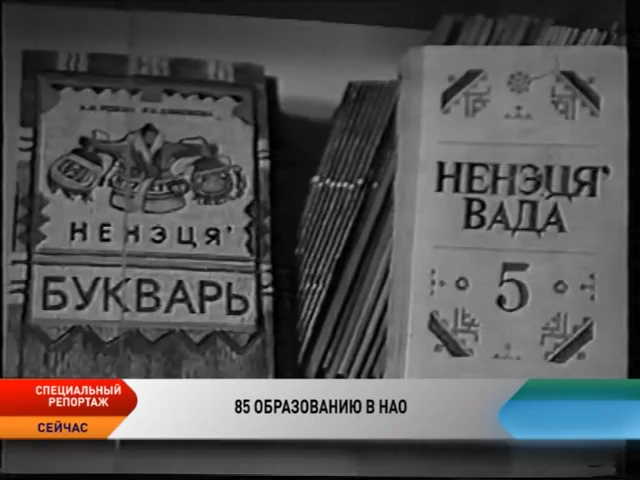 НЕНЭЦЯ'
БУКВАРЬ
НЕНЭЦЯ'
ВАДА
5
СПЕЦИАЛЬНЫЙ
РЕПОРТАЖ
СЕЙЧАС
85 ОБРАЗОВАНИЮ В НАО